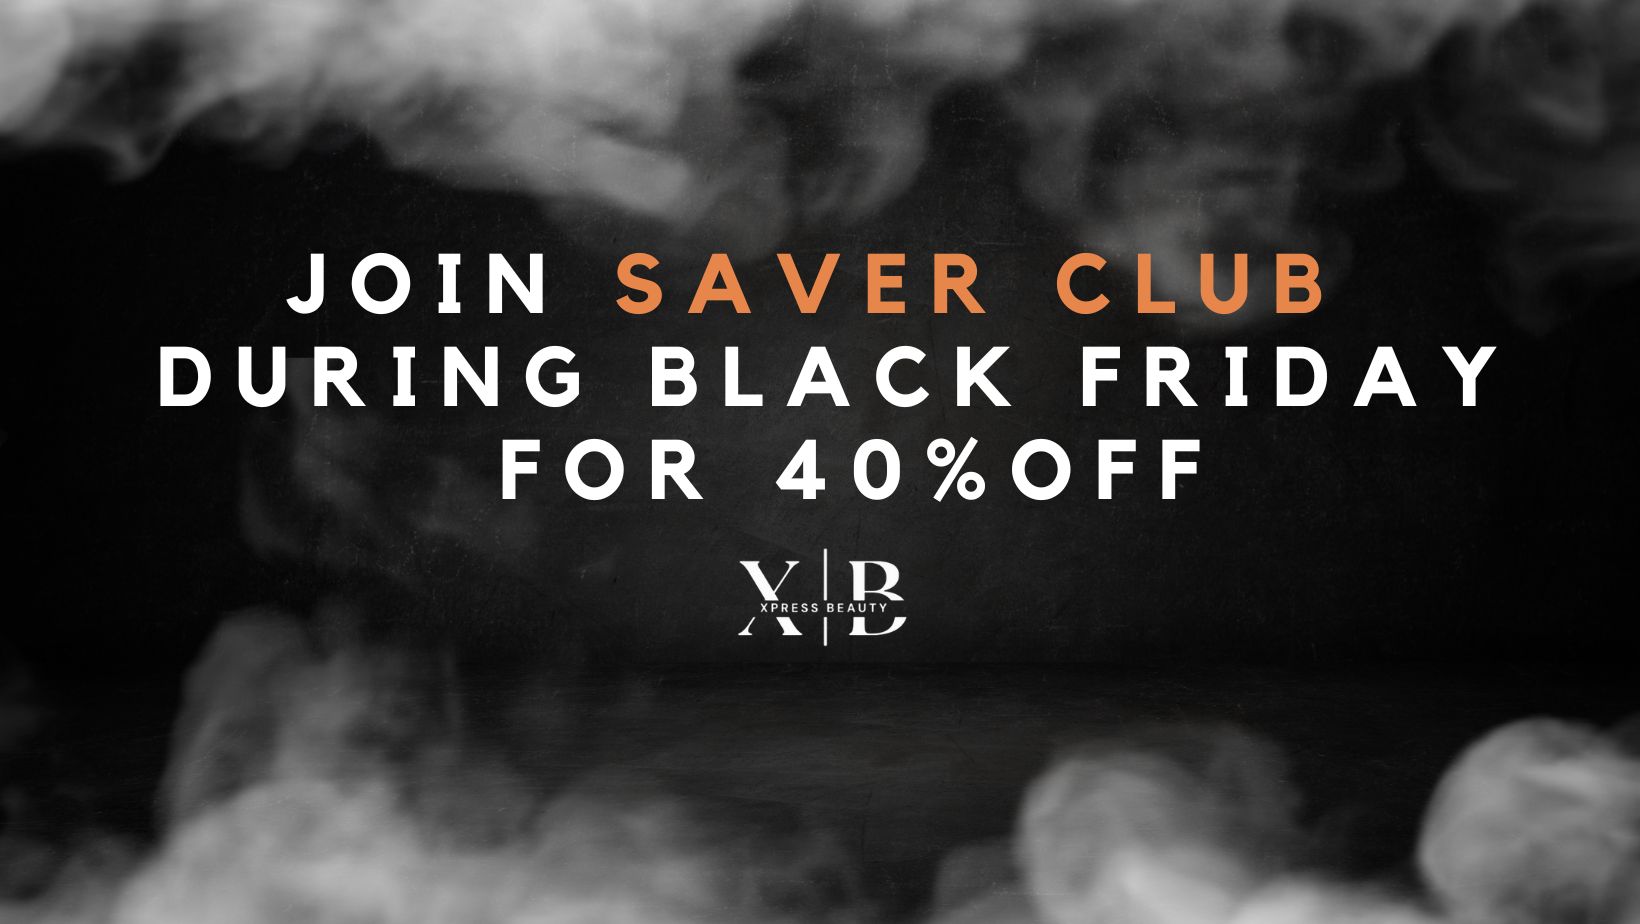 JOIN SAVER CLUB
DURING BLACK FRIDAY
FOR 40%OFF
X|B
XPRESS BEAUTY